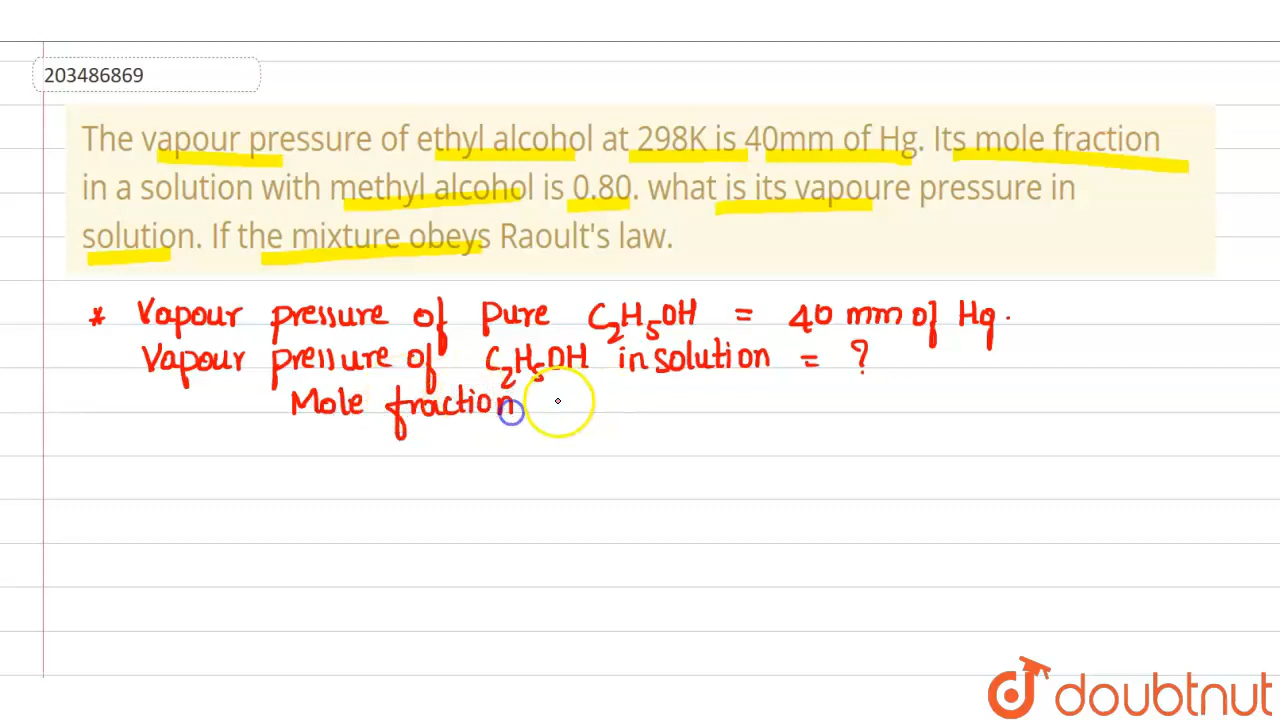 203486869
The vapour pressure of ethyl alcohol at 298K is 40mm of Hg. Its mole fraction
in a solution with methyl alcohol is 0.80. what is its vapoure pressure in
solution. If the mixture obeys Raoult's law.
* Vapour pressure of pure C₂H₅OH = 40 mm of Hg.
Vapour pressure of C₂H₅OH in solution = ?
Mole fraction
doubtnut